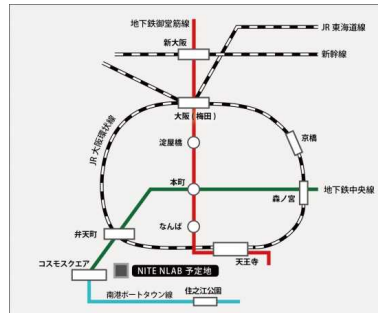 地下鉄御堂筋線
JR 東海道線
新大阪
新幹線
大阪 ( 梅田 )
JR 大阪環状線
京橋
淀屋橋
本町
森ノ宮
地下鉄中央線
弁天町
なんば
天王寺
コスモスクエア
NITE NLAB 予定地
南港ポートタウン線
住之江公園